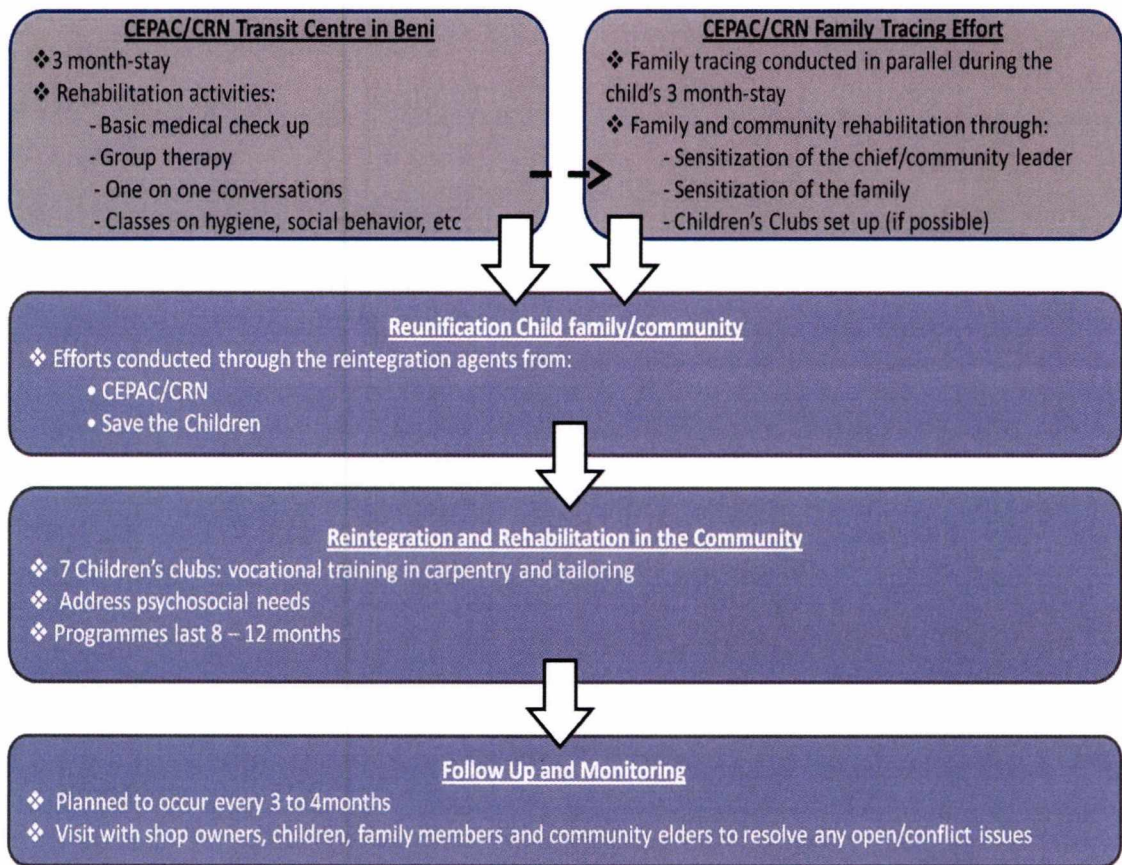 CEPAC/CRN Transit Centre in Beni
❖3 month-stay
❖ Rehabilitation activities:
- Basic medical check up
- Group therapy
- One on one conversations
- Classes on hygiene, social behavior, etc
CEPAC/CRN Family Tracing Effort
❖ Family tracing conducted in parallel during the
child's 3 month-stay
❖ Family and community rehabilitation through:
- Sensitization of the chief/community leader
- Sensitization of the family
- Children's Clubs set up (if possible)
Reunification Child family/community
❖ Efforts conducted through the reintegration agents from:
• CEPAC/CRN
• Save the Children
Reintegration and Rehabilitation in the Community
❖ 7 Children's clubs: vocational training in carpentry and tailoring
❖ Address psychosocial needs
❖ Programmes last 8 – 12 months
Follow Up and Monitoring
❖ Planned to occur every 3 to 4months
❖ Visit with shop owners, children, family members and community elders to resolve any open/conflict issues